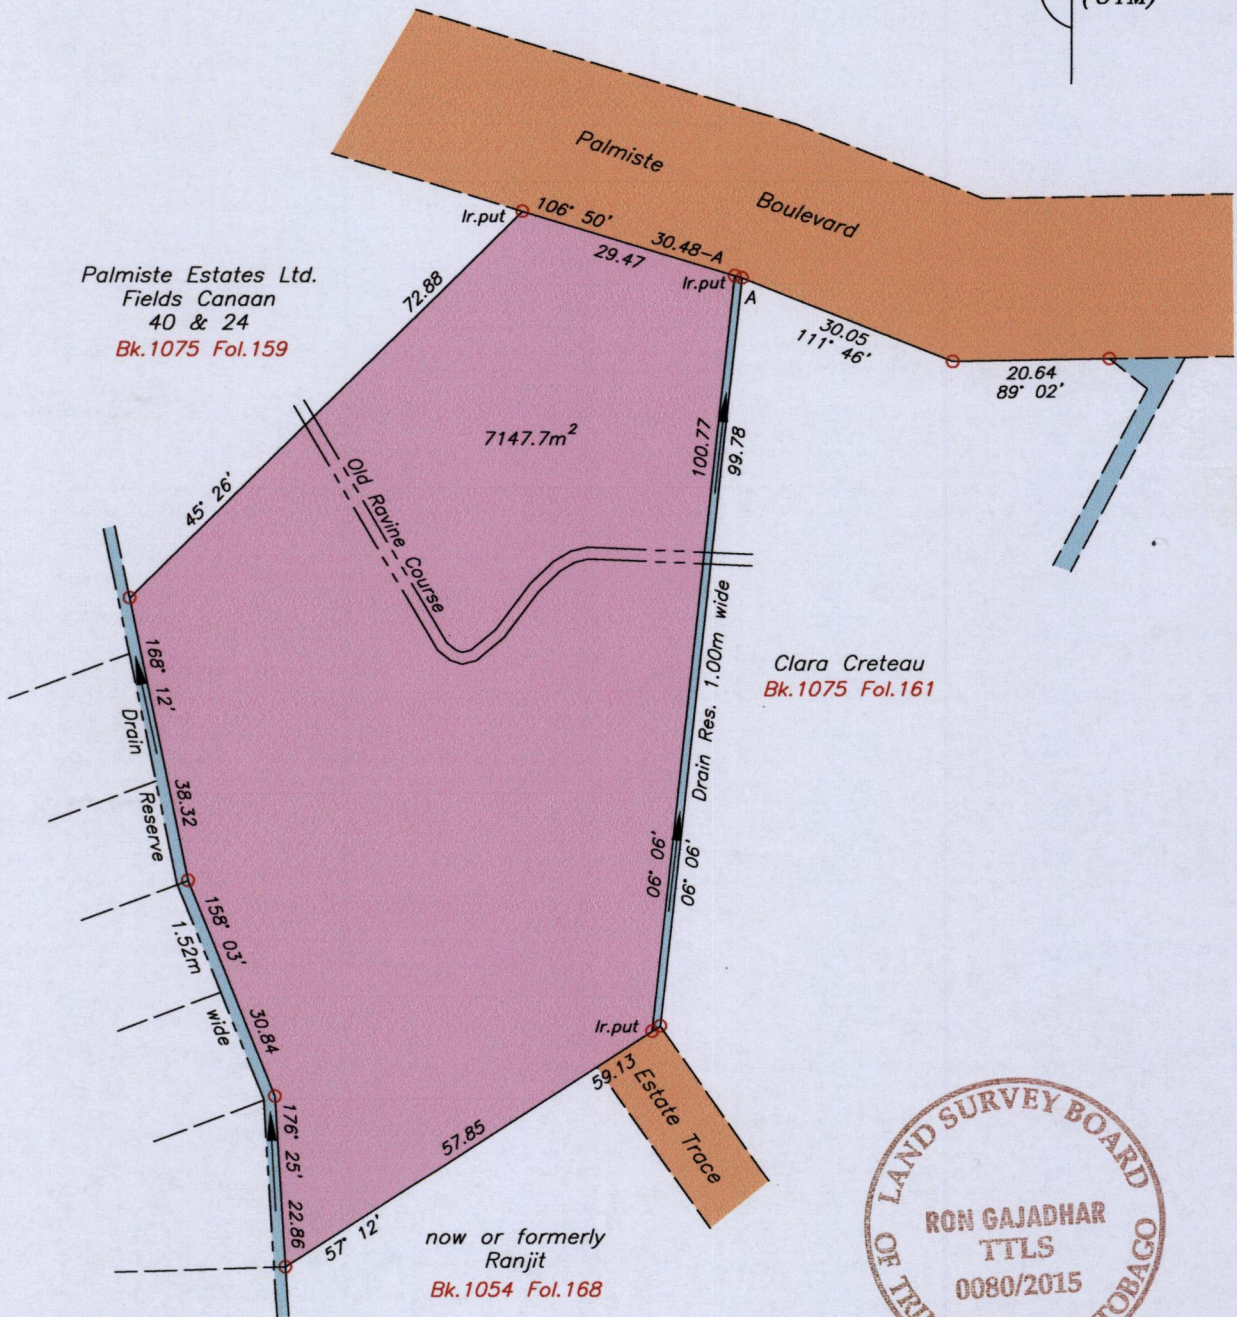 (UTM)
Palmiste
Boulevard
Ir.put
106° 50'
30.48-A
29.47
Ir.put
A
72.88
30.05
111° 46'
20.64
89° 02'
Palmiste Estates Ltd.
Fields Canaan
40 & 24
Bk.1075 Fol.159
7147.7m²
100.77
99.78
45° 26'
Old Ravine Course
Drain Res. 1.00m wide
Clara Creteau
Bk.1075 Fol.161
168° 12'
38.32
Drain
Reserve
06° 06'
06° 06'
158° 03'
30.84
1.52m
wide
Ir.put
59.13
Estate Trace
57.85
176° 25'
22.86
57° 12'
now or formerly
Ranjit
Bk.1054 Fol.168
LAND SURVEY BOARD
RON GAJADHAR
TTLS
0080/2015
OF
TOBAGO